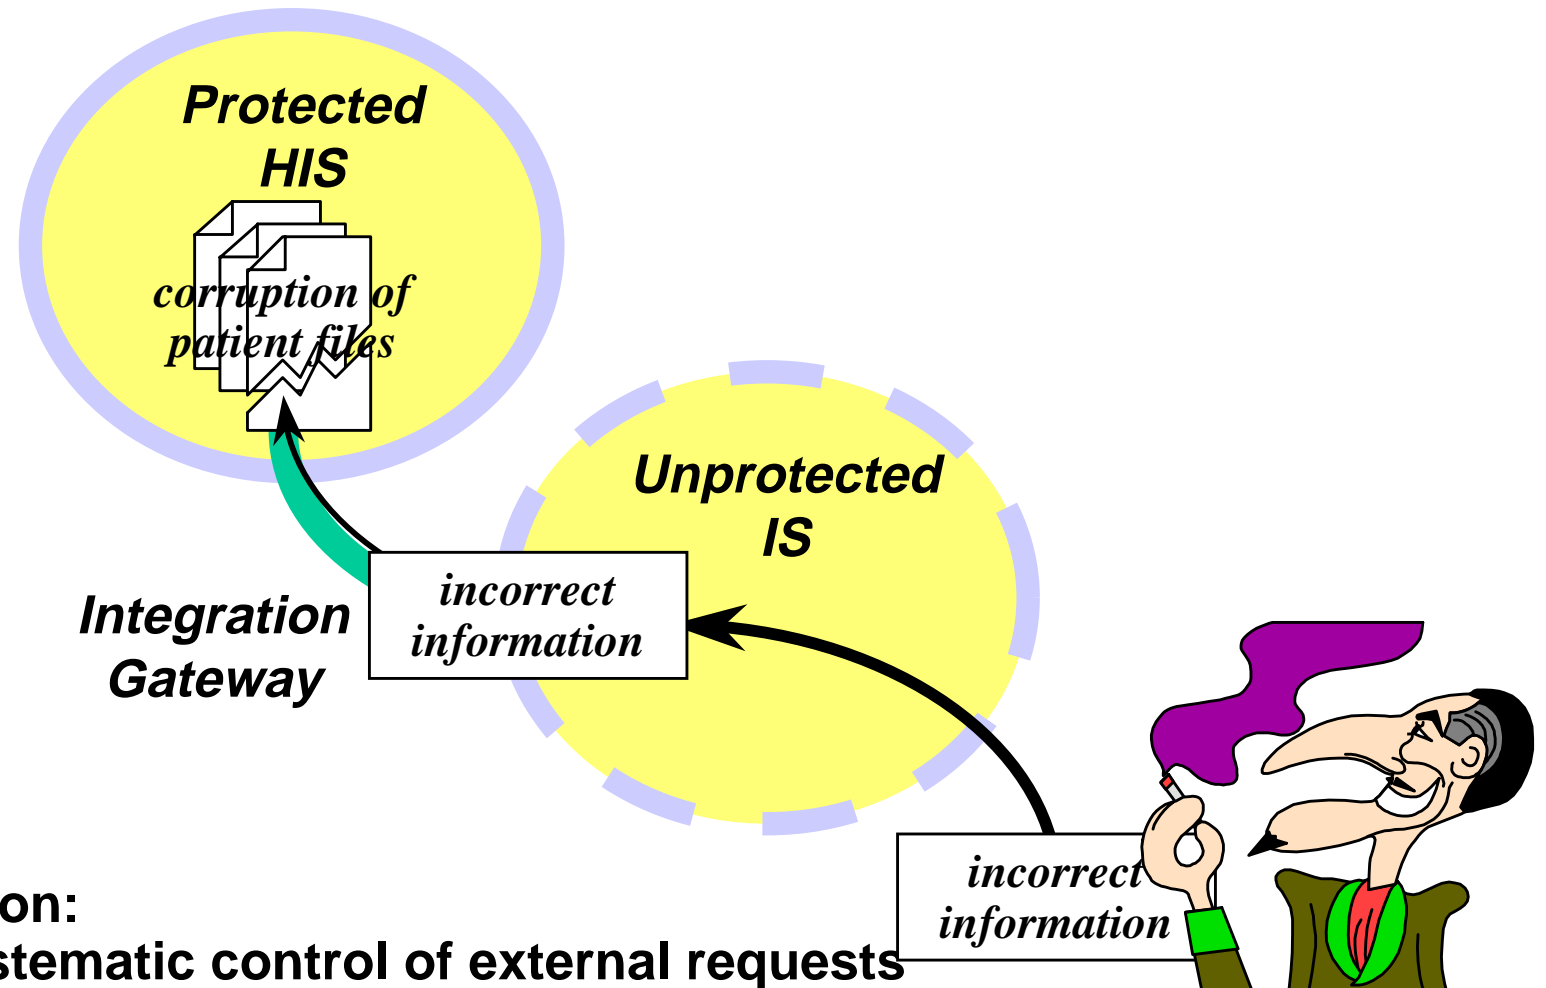 Protected
HIS
corruption of
patient files
Unprotected
IS
incorrect
information
Integration
Gateway
incorrect
information
on:
stematic control of external requests